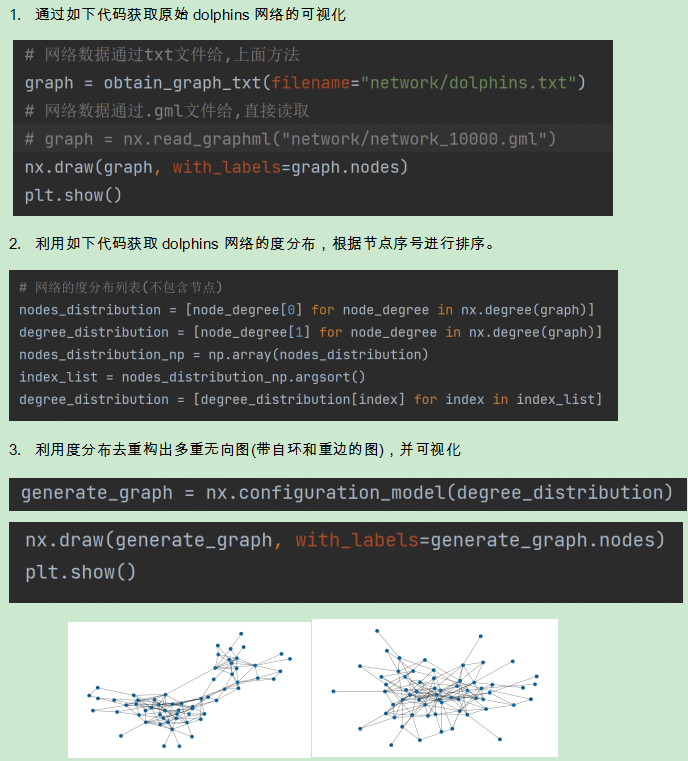 1. 通过如下代码获取原始 dolphins 网络的可视化
# 网络数据通过txt文件给,上面方法
graph = obtain_graph_txt(filename="network/dolphins.txt")
# 网络数据通过.gml文件给,直接读取
# graph = nx.read_graphml("network/network_10000.gml")
nx.draw(graph, with_labels=graph.nodes)
plt.show()
2. 利用如下代码获取 dolphins 网络的度分布，根据节点序号进行排序。
# 网络的度分布列表(不包含节点)
nodes_distribution = [node_degree[0] for node_degree in nx.degree(graph)]
degree_distribution = [node_degree[1] for node_degree in nx.degree(graph)]
nodes_distribution_np = np.array(nodes_distribution)
index_list = nodes_distribution_np.argsort()
degree_distribution = [degree_distribution[index] for index in index_list]
3. 利用度分布去重构出多重无向图(带自环和重边的图)，并可视化
generate_graph = nx.configuration_model(degree_distribution)
nx.draw(generate_graph, with_labels=generate_graph.nodes)
plt.show()